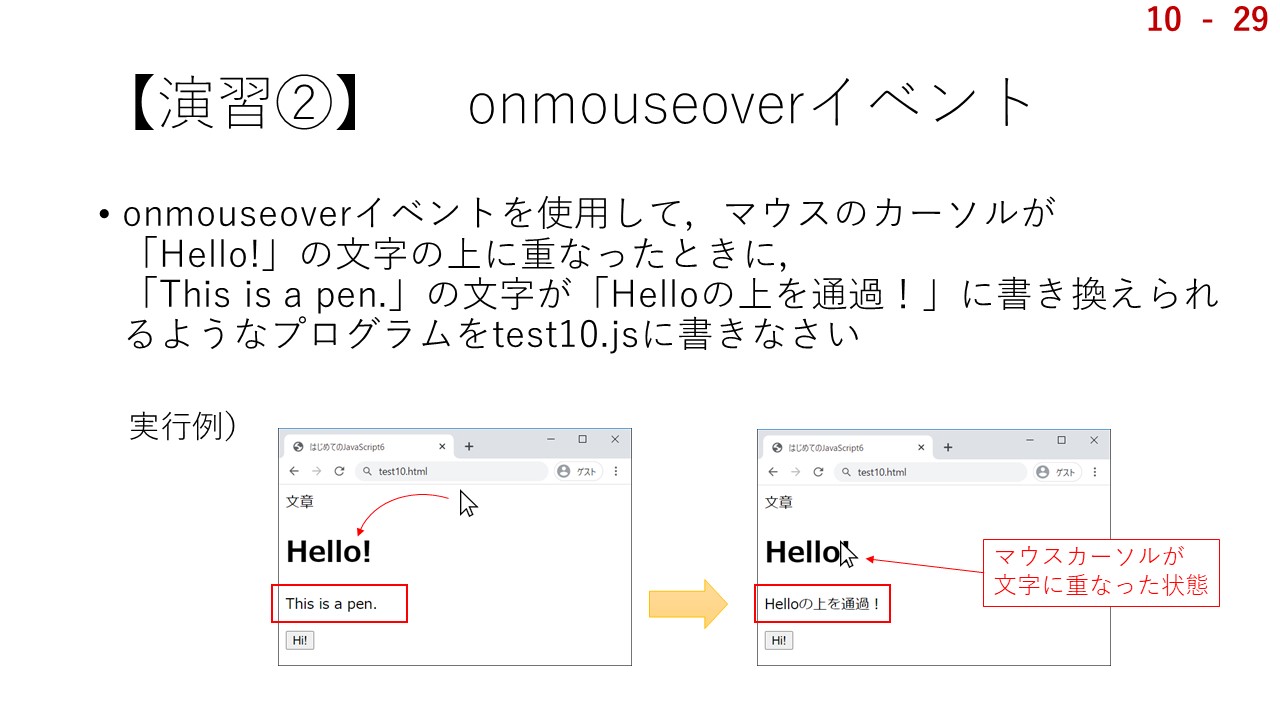 10 - 29
【演習②】　onmouseoverイベント
• onmouseoverイベントを使用して，マウスのカーソルが
「Hello!」の文字の上に重なったときに，
「This is a pen.」の文字が「Helloの上を通過！」に書き換えられ
るようなプログラムをtest10.jsに書きなさい
実行例）
はじめてのJavaScript6
test10.html
ゲスト
文章
Hello!
This is a pen.
Hi!
はじめてのJavaScript6
test10.html
ゲスト
文章
Hello!
Helloの上を通過！
Hi!
マウスカーソルが
文字に重なった状態